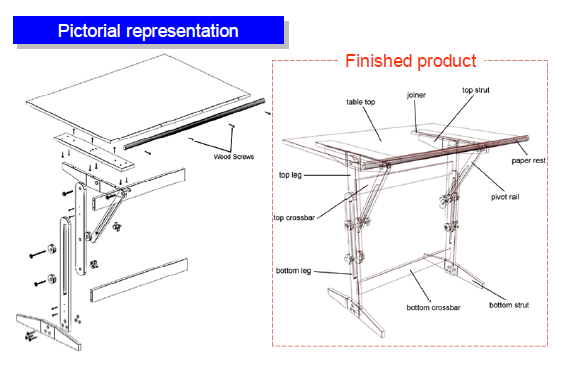 Pictorial representation
Finished product
joiner
top strut
table top
Wood Screws
paper rest
top leg
pivot rail
top crossbar
bottom leg
bottom crossbar
bottom strut